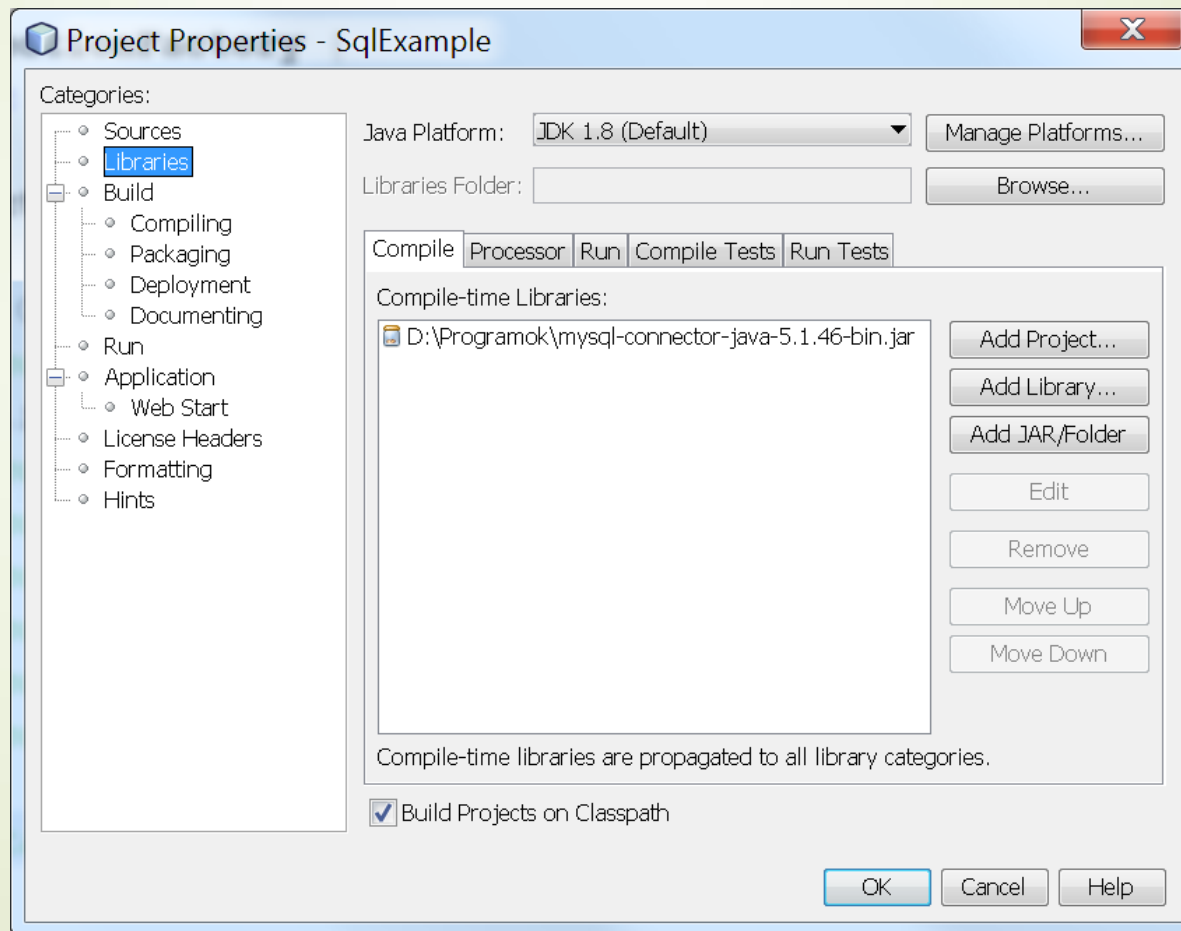 Project Properties - SqlExample
X
Categories:
Sources
Libraries
Build
Compiling
Packaging
Deployment
Documenting
Run
Application
Web Start
License Headers
Formatting
Hints
Java Platform: JDK 1.8 (Default) Manage Platforms...
Libraries Folder: Browse...
Compile Processor Run Compile Tests Run Tests
Compile-time Libraries:
D:\Programok\mysql-connector-java-5.1.46-bin.jar
Add Project...
Add Library...
Add JAR/Folder
Edit
Remove
Move Up
Move Down
Compile-time libraries are propagated to all library categories.
Build Projects on Classpath
OK Cancel Help